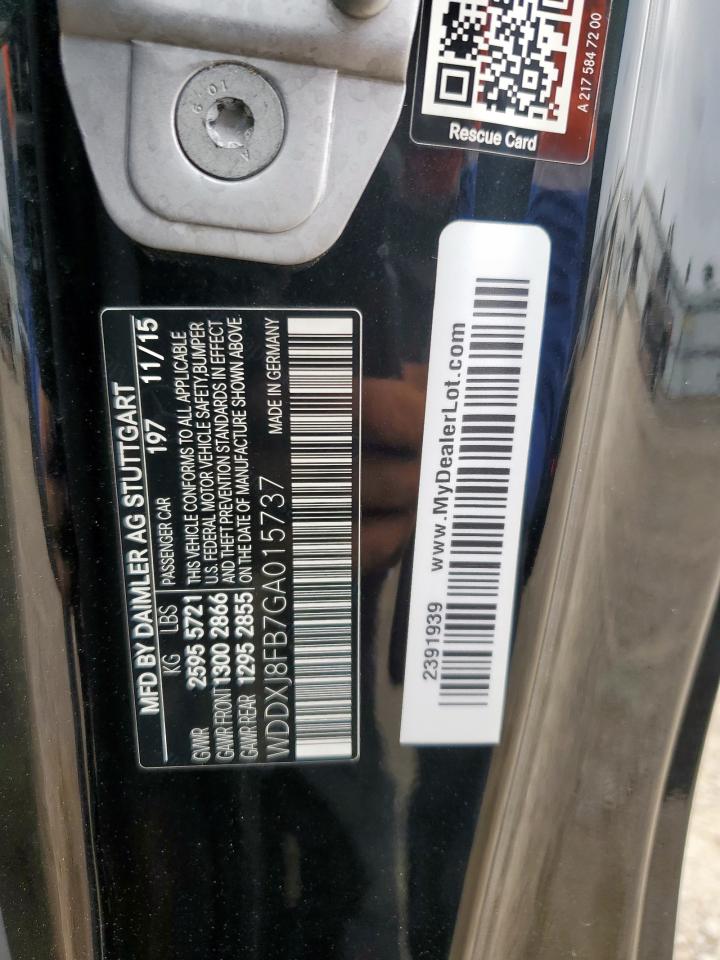 10.9
Rescue Card
A 217 584 72 00
MFD BY DAIMLER AG STUTTGART
KG LBS PASSENGER CAR 197 11/15
GVWR 2595 5721
GAWR FRONT 1300 2866
GAWR REAR 1295 2855
THIS VEHICLE CONFORMS TO ALL APPLICABLE
U.S. FEDERAL MOTOR VEHICLE SAFETY,BUMPER
AND THEFT PREVENTION STANDARDS IN EFFECT
ON THE DATE OF MANUFACTURE SHOWN ABOVE.
WDDXJ8FB7GA015737 MADE IN GERMANY
2391939 www.MyDealerLot.com